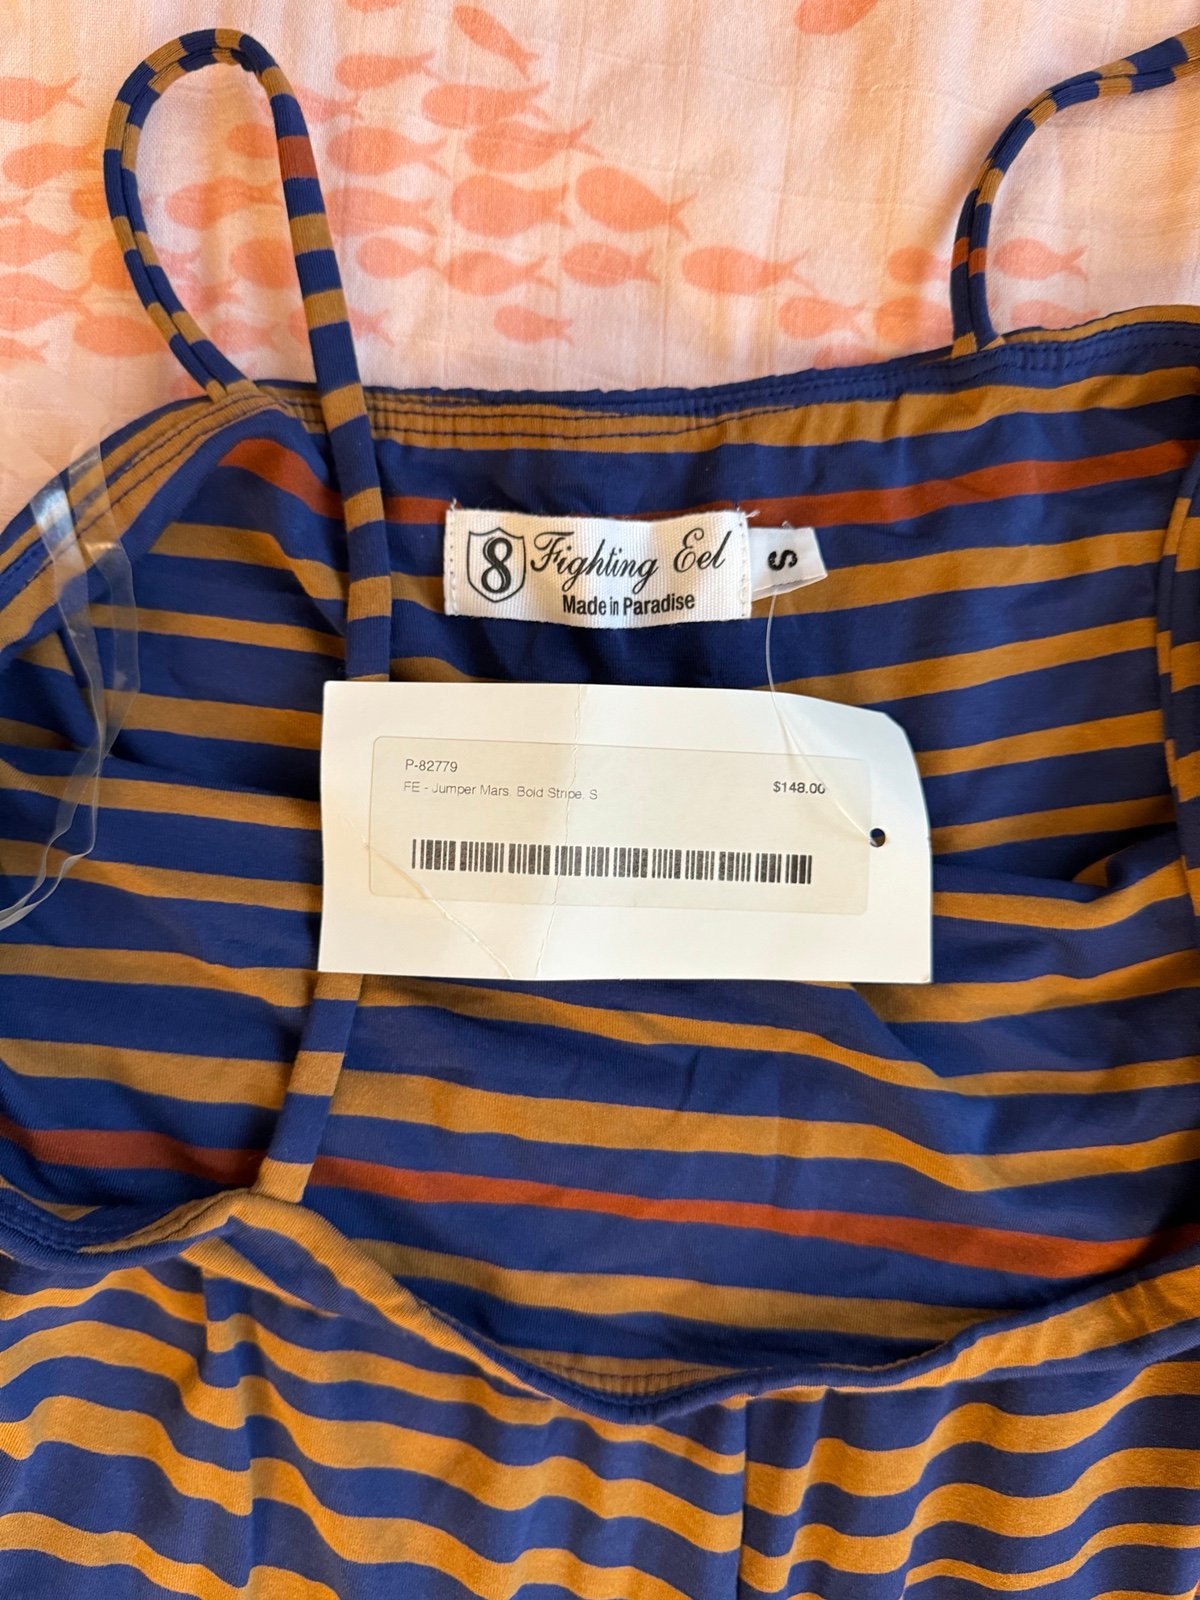 8 Fighting Eel
Made in Paradise
S
P-82779
FE - Jumper Mars, Bold Stripe, S
$148.00